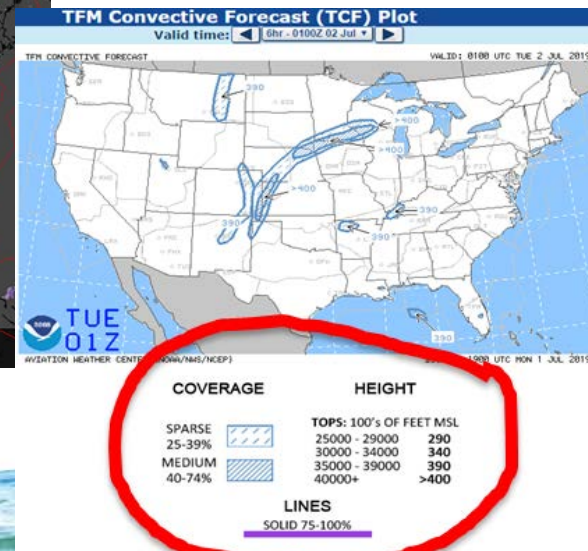 TFM Convective Forecast (TCF) Plot
Valid time: 6hr - 0100Z 02 Jul
TFM CONVECTIVE FORECAST VALID: 0100 UTC TUE 2 JUL 2019
390
>400
>400
390
390
390
390
TUE
01Z
AVIATION WEATHER CENTER (NOAA/NWS/NCEP) 1900 UTC MON 1 JUL 2019
COVERAGE HEIGHT
TOPS: 100's OF FEET MSL
SPARSE
25-39%
MEDIUM
40-74%
25000 - 29000 290
30000 - 34000 340
35000 - 39000 390
40000+ >400
LINES
SOLID 75-100%